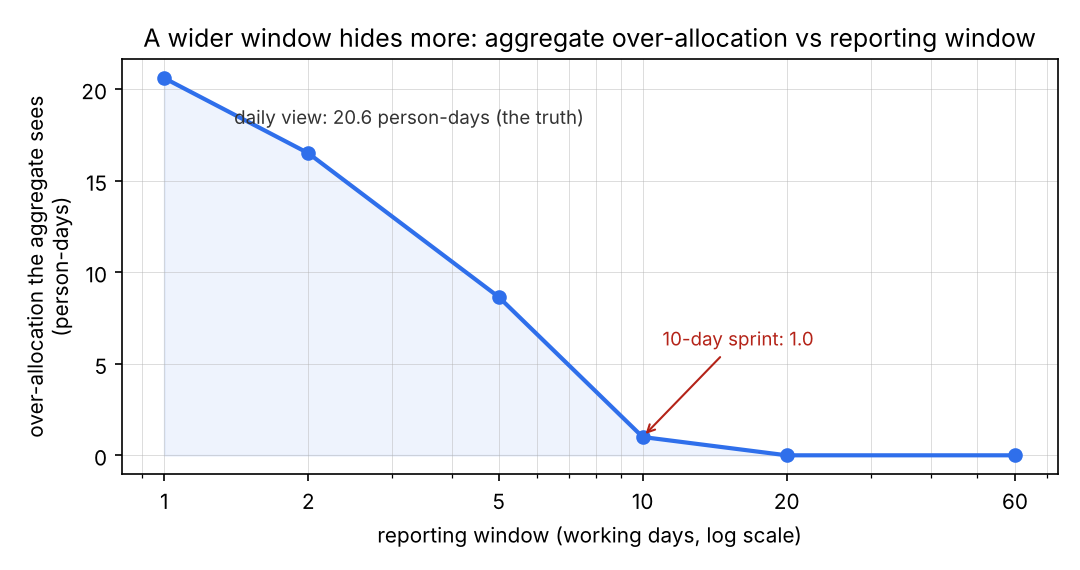 A wider window hides more: aggregate over-allocation vs reporting window
over-allocation the aggregate sees
(person-days)
20
15
10
5
0
daily view: 20.6 person-days (the truth)
10-day sprint: 1.0
1
2
5
10
20
60
reporting window (working days, log scale)